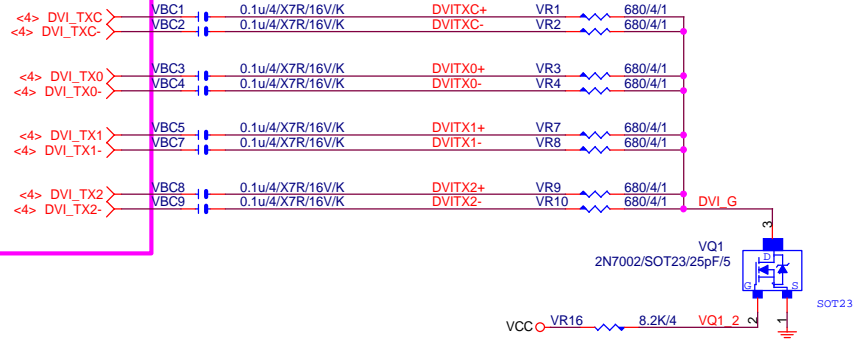 <4> DVI_TXC VBC1 0.1u/4/X7R/16V/K DVITXC+ VR1 680/4/1
<4> DVI_TXC- VBC2 0.1u/4/X7R/16V/K DVITXC- VR2 680/4/1
<4> DVI_TX0 VBC3 0.1u/4/X7R/16V/K DVITX0+ VR3 680/4/1
<4> DVI_TX0- VBC4 0.1u/4/X7R/16V/K DVITX0- VR4 680/4/1
<4> DVI_TX1 VBC5 0.1u/4/X7R/16V/K DVITX1+ VR7 680/4/1
<4> DVI_TX1- VBC7 0.1u/4/X7R/16V/K DVITX1- VR8 680/4/1
<4> DVI_TX2 VBC8 0.1u/4/X7R/16V/K DVITX2+ VR9 680/4/1
<4> DVI_TX2- VBC9 0.1u/4/X7R/16V/K DVITX2- VR10 680/4/1 DVI_G
3
VQ1
2N7002/SOT23/25pF/5
D
G S
SOT23
VCC VR16 8.2K/4 VQ1_2 2 1